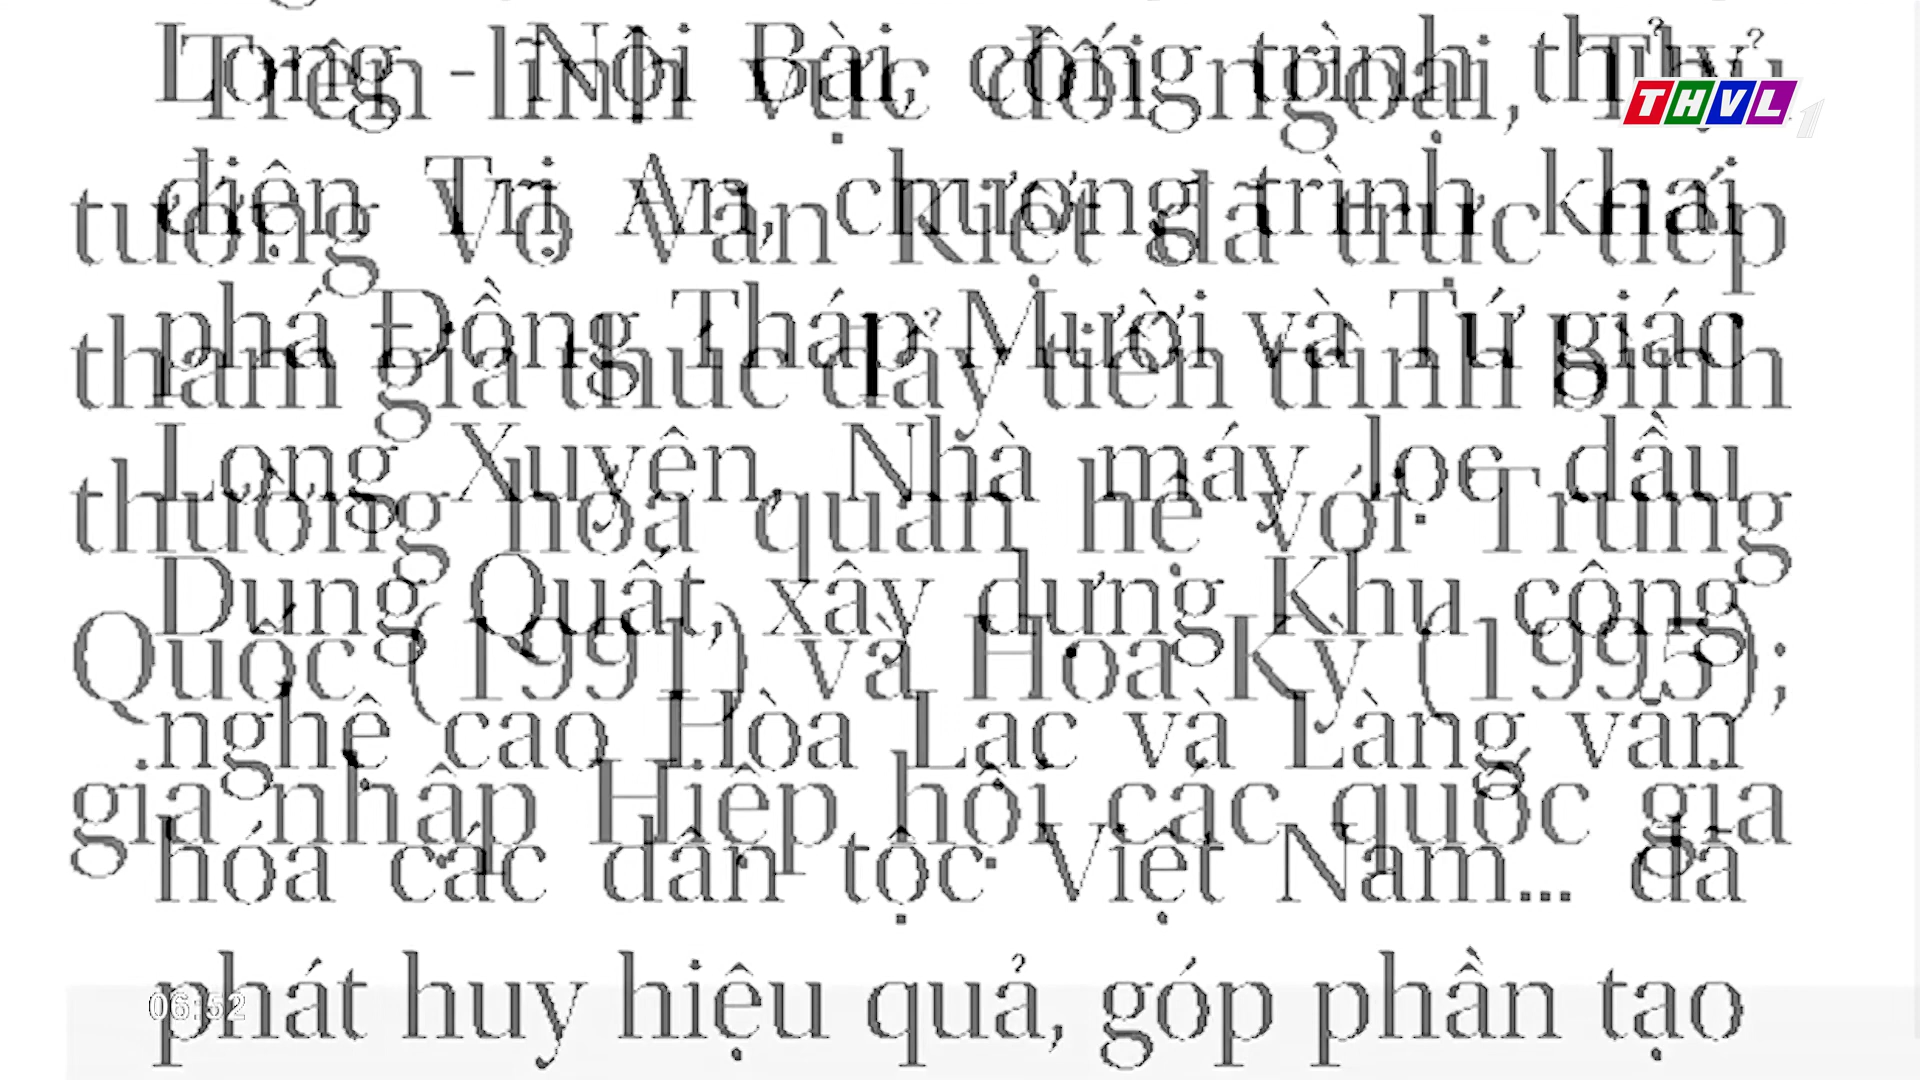 Long - Nội Bài, công trình thủy
Trên lĩnh vực đối ngoại, Thủ
THVL 1
điện Trị An, chương trình khai
tướng Võ Văn Kiệt đã trực tiếp
phá Đồng Tháp Mười và Tứ giác
tham gia thúc đẩy tiến trình bình
Long Xuyên, Nhà máy lọc dầu
thường hoá quan hệ với Trung
Dung Quất, xây dựng Khu công
Quốc (1991) và Hoa Kỳ (1995);
nghệ cao Hòa Lạc và Làng văn
gia nhập Hiệp hội các quốc gia
hóa các dân tộc Việt Nam... đã
phát huy hiệu quả, góp phần tạo
06:52